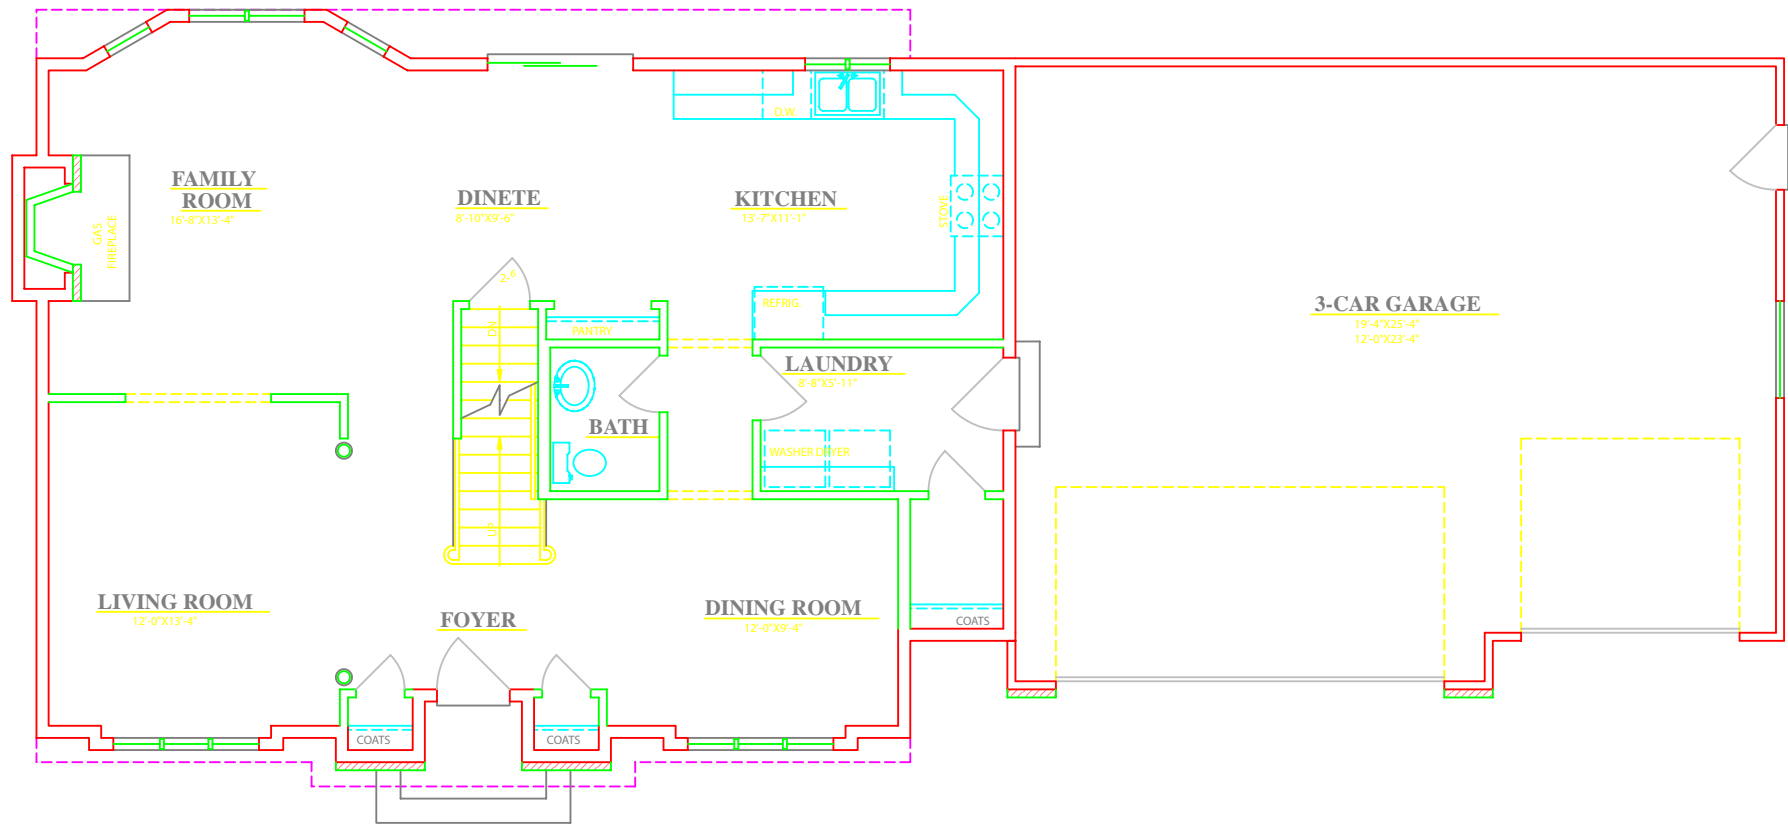 FAMILY
ROOM
16'-8"X13'-4"
GAS
FIREPLACE
DINETE
8'-10"X9'-6"
KITCHEN
13'-7"X11'-1"
D.W.
STOVE
REFRIG.
2-6
DN
PANTRY
3-CAR GARAGE
19'-4"X25'-4"
12'-0"X23'-4"
LAUNDRY
8'-8"X5'-11"
BATH
WASHER DRYER
UP
LIVING ROOM
12'-0"X13'-4"
FOYER
DINING ROOM
12'-0"X9'-4"
COATS
COATS
COATS